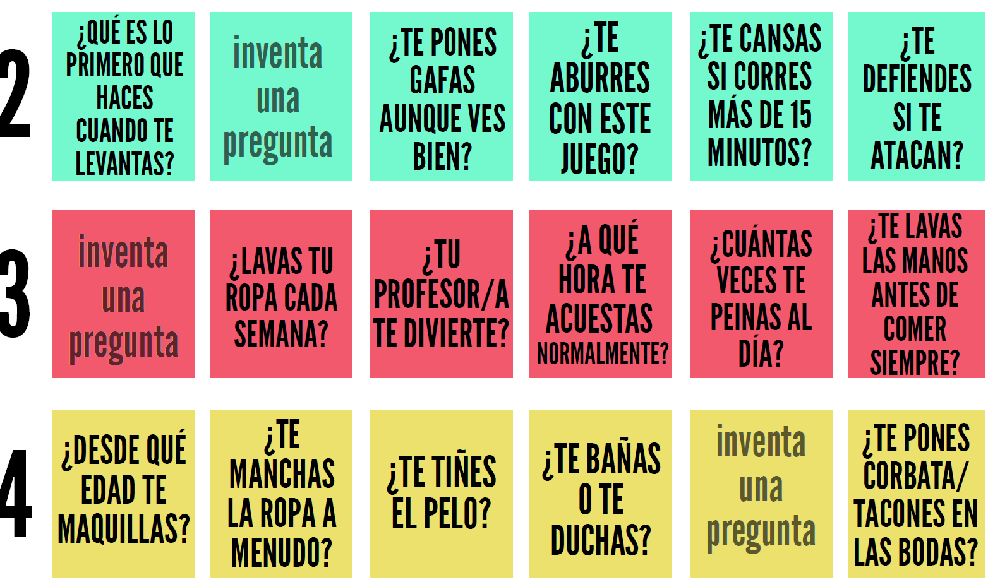 2
¿QUÉ ES LO
PRIMERO QUE
HACES
CUANDO TE
LEVANTAS?
inventa
una
pregunta
¿TE PONES
GAFAS
AUNQUE VES
BIEN?
¿TE
ABURRES
CON ESTE
JUEGO?
¿TE CANSAS
SI CORRES
MÁS DE 15
MINUTOS?
¿TE
DEFIENDES
SI TE
ATACAN?
3
inventa
una
pregunta
¿LAVAS TU
ROPA CADA
SEMANA?
¿TU
PROFESOR/A
TE DIVIERTE?
¿A QUÉ
HORA TE
ACUESTAS
NORMALMENTE?
¿CUÁNTAS
VECES TE
PEINAS AL
DÍA?
¿TE LAVAS
LAS MANOS
ANTES DE
COMER
SIEMPRE?
4
¿DESDE QUÉ
EDAD TE
MAQUILLAS?
¿TE
MANCHAS
LA ROPA A
MENUDO?
¿TE TIÑES
EL PELO?
¿TE BAÑAS
O TE
DUCHAS?
inventa
una
pregunta
¿TE PONES
CORBATA/
TACONES EN
LAS BODAS?